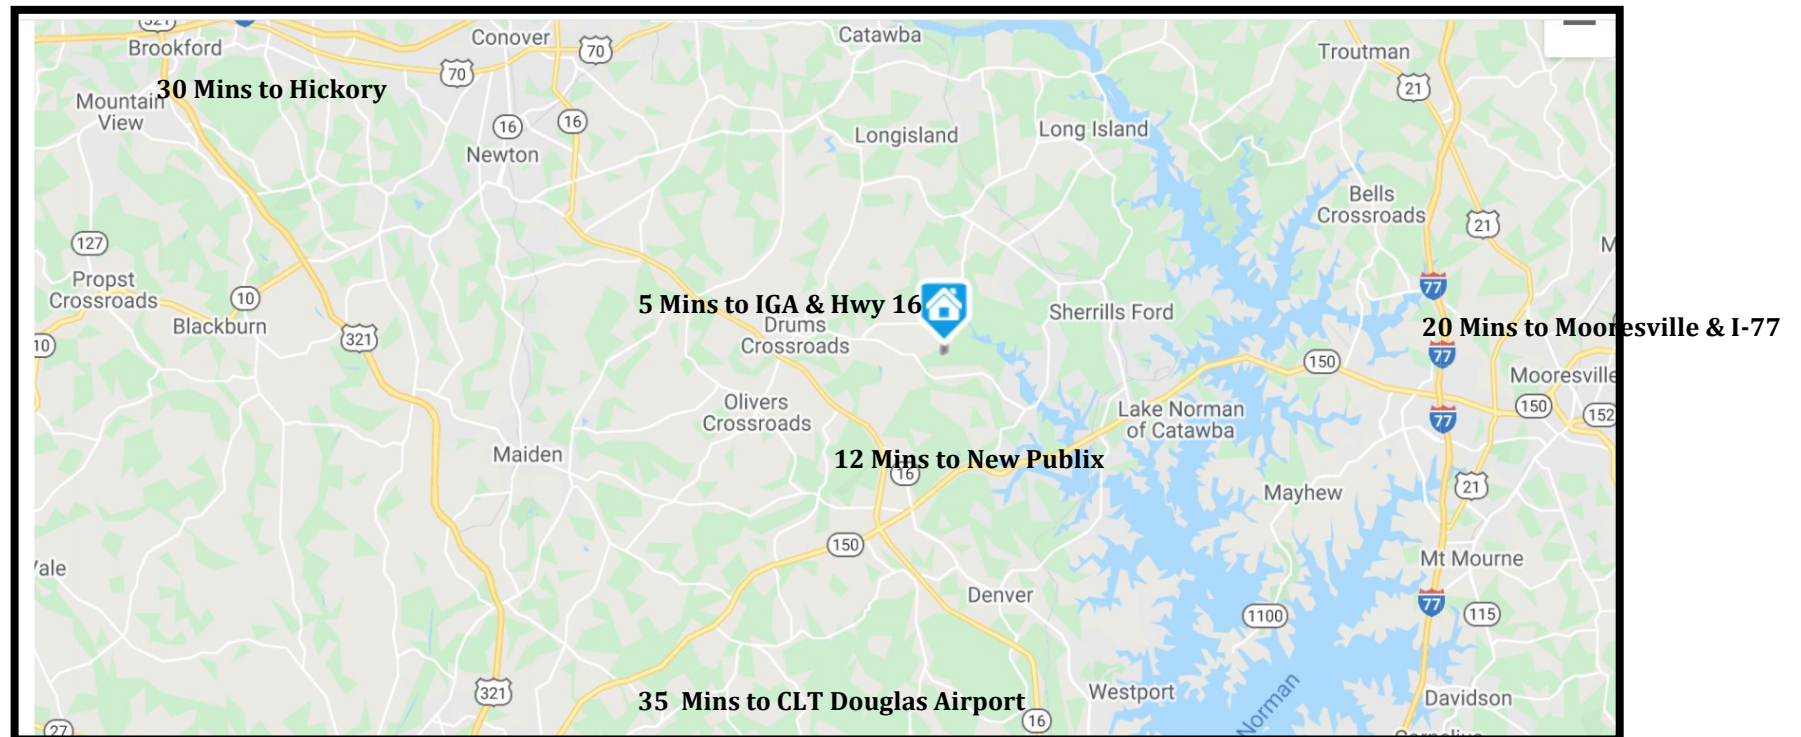 321
Brookford
Conover
70
Catawba
Troutman
70
21
30 Mins to Hickory
Mountain
View
16
16
Newton
Longisland
Long Island
Bells
Crossroads
21
127
Propst
Crossroads
10
Blackburn
321
10
77
5 Mins to IGA & Hwy 16
Drums
Crossroads
Sherrills Ford
20 Mins to Mooresville & I-77
77
150
Mooresville
150
152
77
Olivers
Crossroads
Lake Norman
of Catawba
Maiden
12 Mins to New Publix
16
21
Mayhew
150
Mt Mourne
Denver
77
1100
115
321
35 Mins to CLT Douglas Airport
16
Westport
Norman
Davidson
27
Cornelius